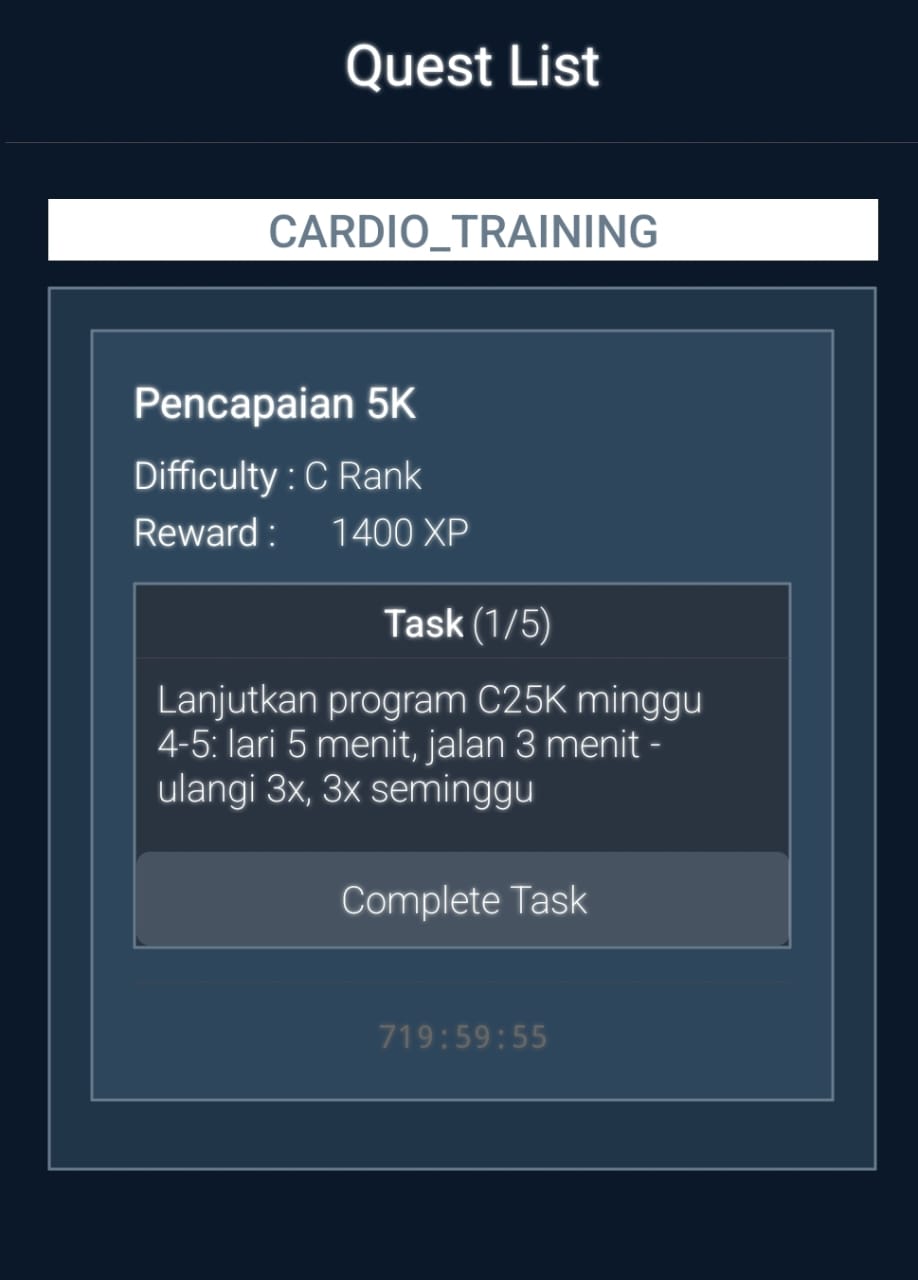 Quest List
CARDIO_TRAINING
Pencapaian 5K
Difficulty : C Rank
Reward : 1400 XP
Task (1/5)
Lanjutkan program C25K minggu
4-5: lari 5 menit, jalan 3 menit -
ulangi 3x, 3x seminggu
Complete Task
719:59:55